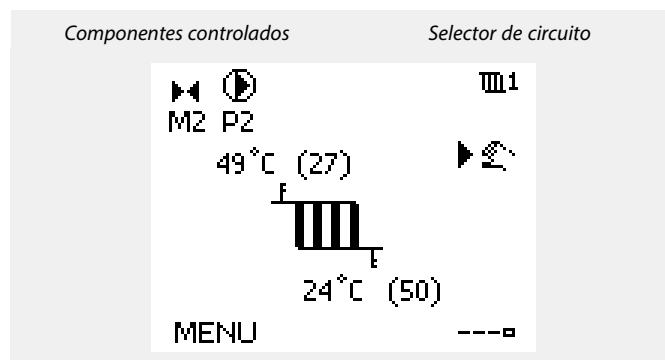 Componentes controlados Selector de circuito
1
M2 P2
49°C (27)
24°C (50)
MENU ---